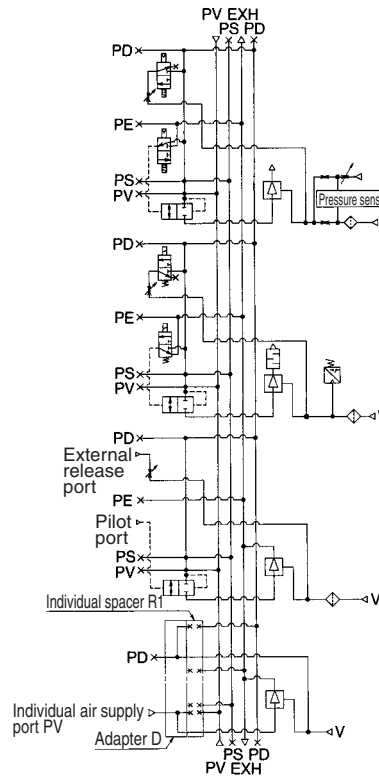 PV EXH
PS PD
PD
PE
PS
PV
Pressure sens
PD
PE
PS
PV
V
PD
External
release
port
PE
Pilot
port
PS
PV
V
Individual spacer R1
PD
Individual air supply
port PV
V
Adapter D
PV EXH
PS PD